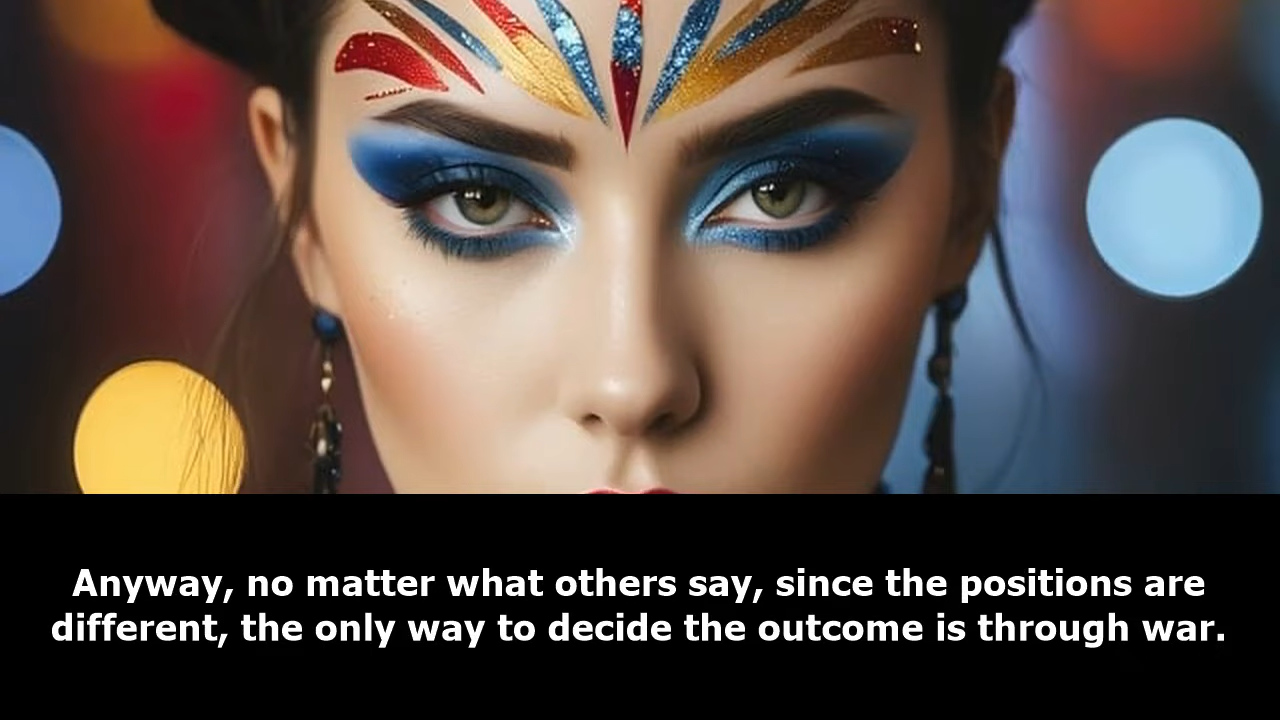 Anyway, no matter what others say, since the positions are
different, the only way to decide the outcome is through war.